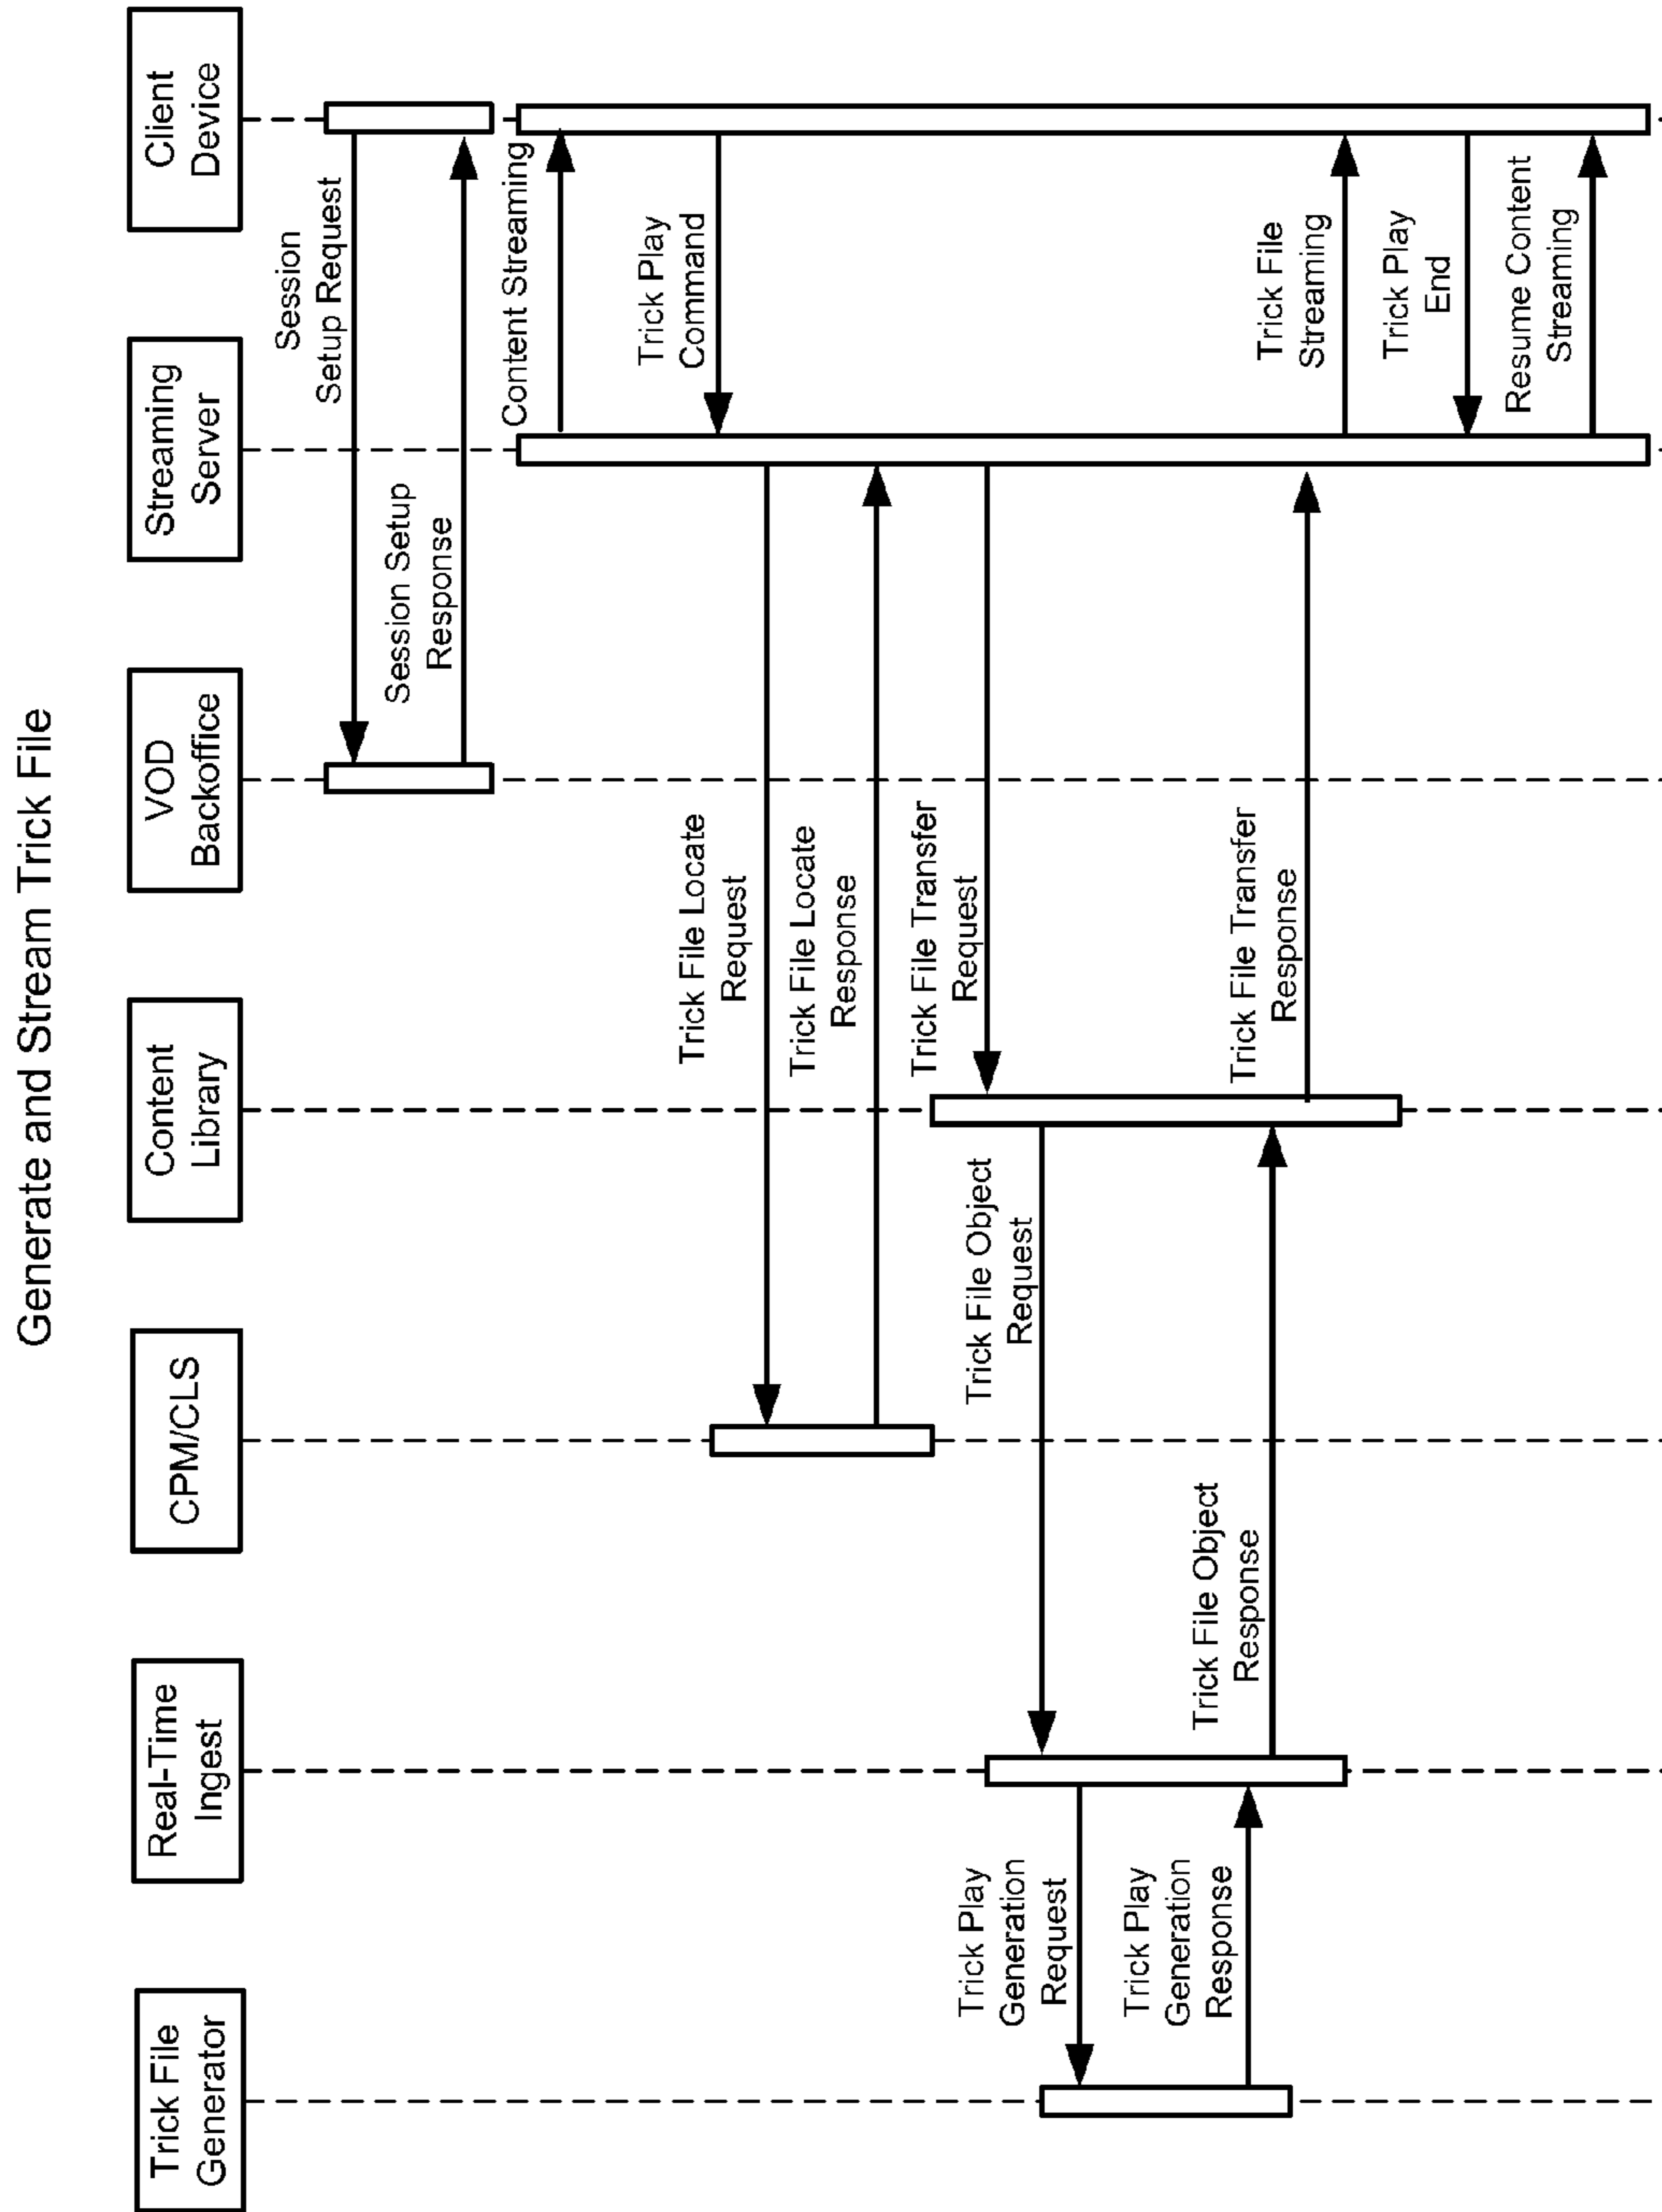 Generate and Stream Trick File
Trick File
Generator
Real-Time
Ingest
CPM/CLS
Content
Library
VOD
Backoffice
Streaming
Server
Client
Device
Session
Setup Request
Session Setup
Response
Content Streaming
Trick Play
Command
Trick File Locate
Request
Trick File Locate
Response
Trick File Transfer
Request
Trick File Object
Request
Trick Play
Generation
Request
Trick Play
Generation
Response
Trick File Object
Response
Trick File Transfer
Response
Trick File
Streaming
Trick Play
End
Resume Content
Streaming